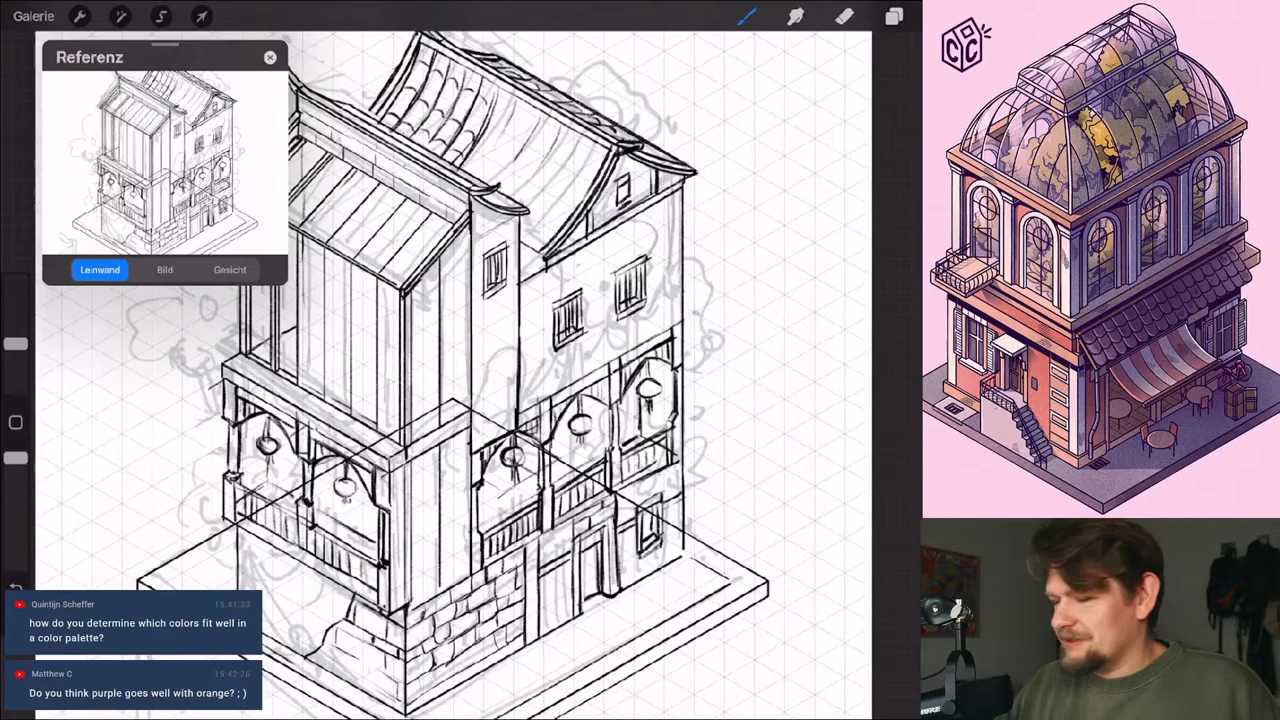 Galerie
Referenz
Leinwand Bild Gesicht
Quintijn Scheffer 15:41:33
how do you determine which colors fit well in
a color palette?
Matthew C 15:42:26
Do you think purple goes well with orange? ; )
CC